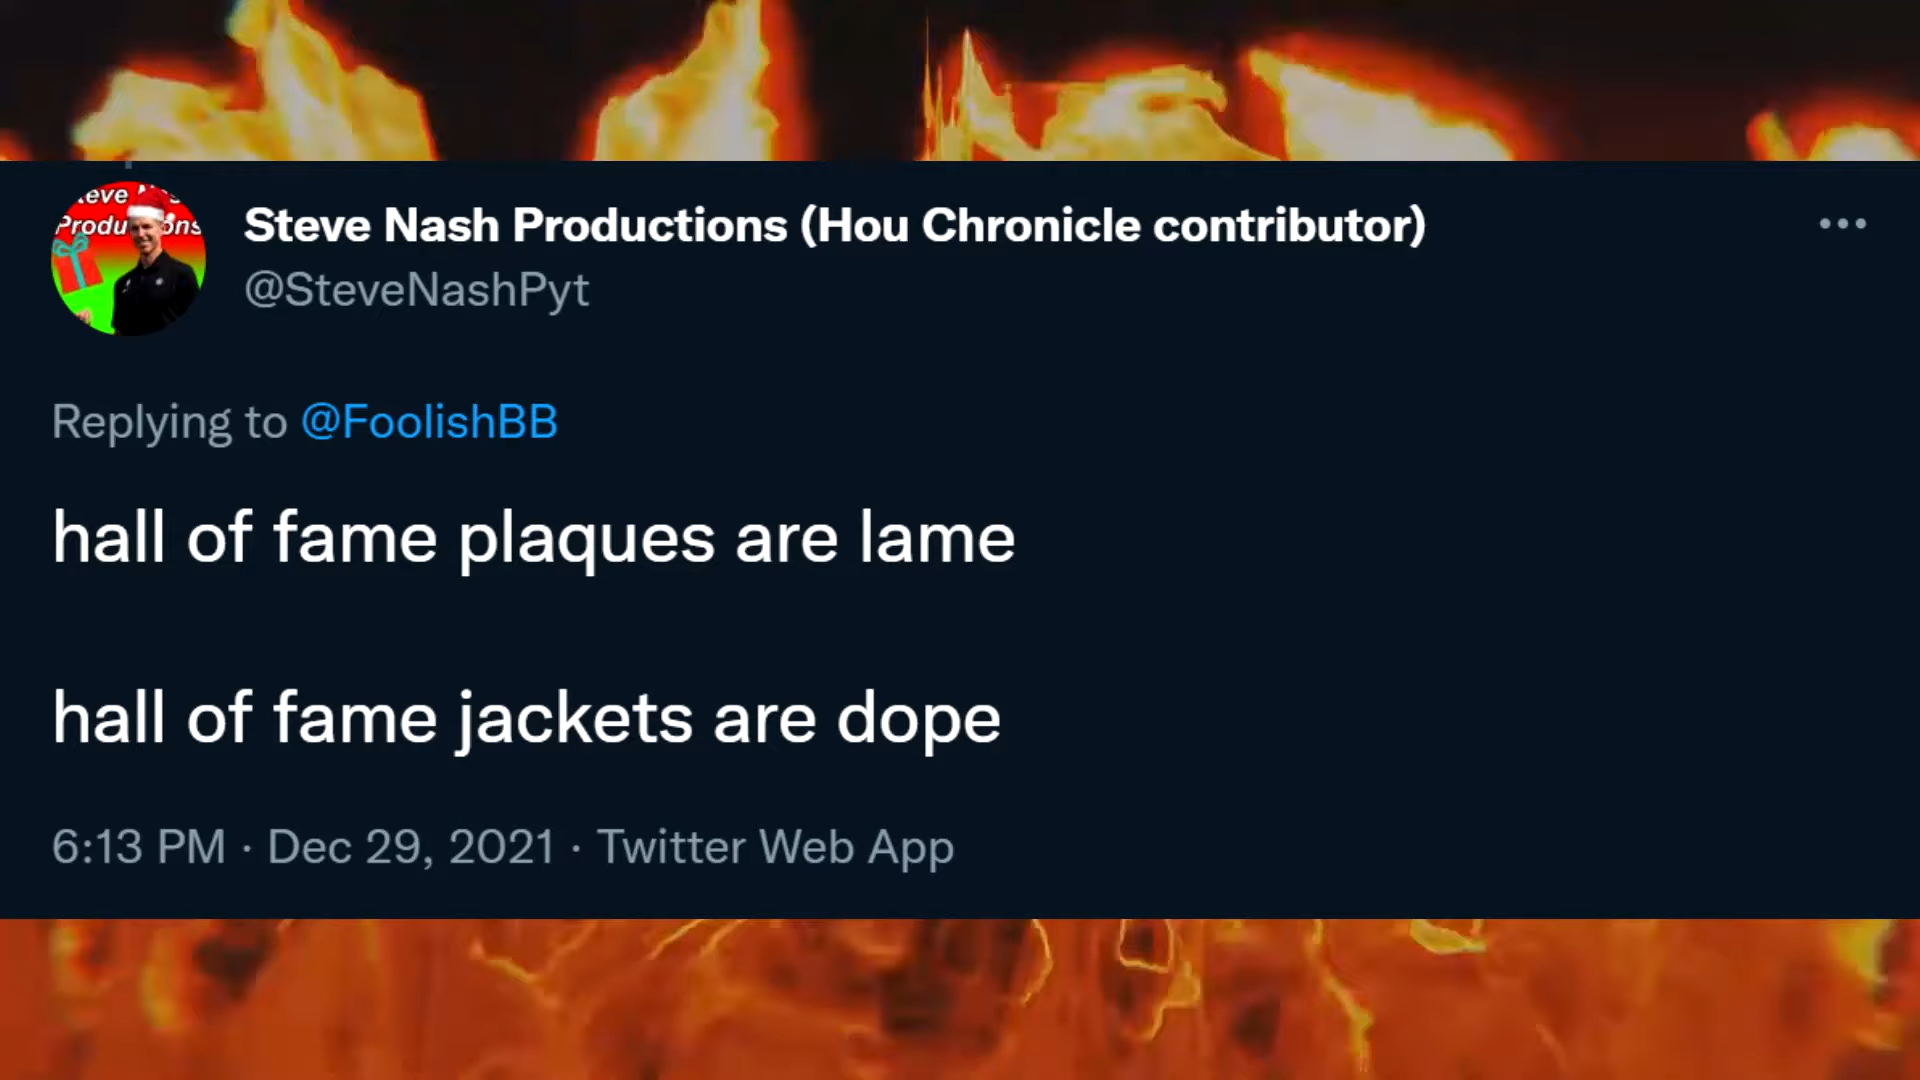 Steve Nash Productions (Hou Chronicle contributor)
@SteveNashPyt
Replying to @FoolishBB
hall of fame plaques are lame
hall of fame jackets are dope
6:13 PM · Dec 29, 2021 · Twitter Web App